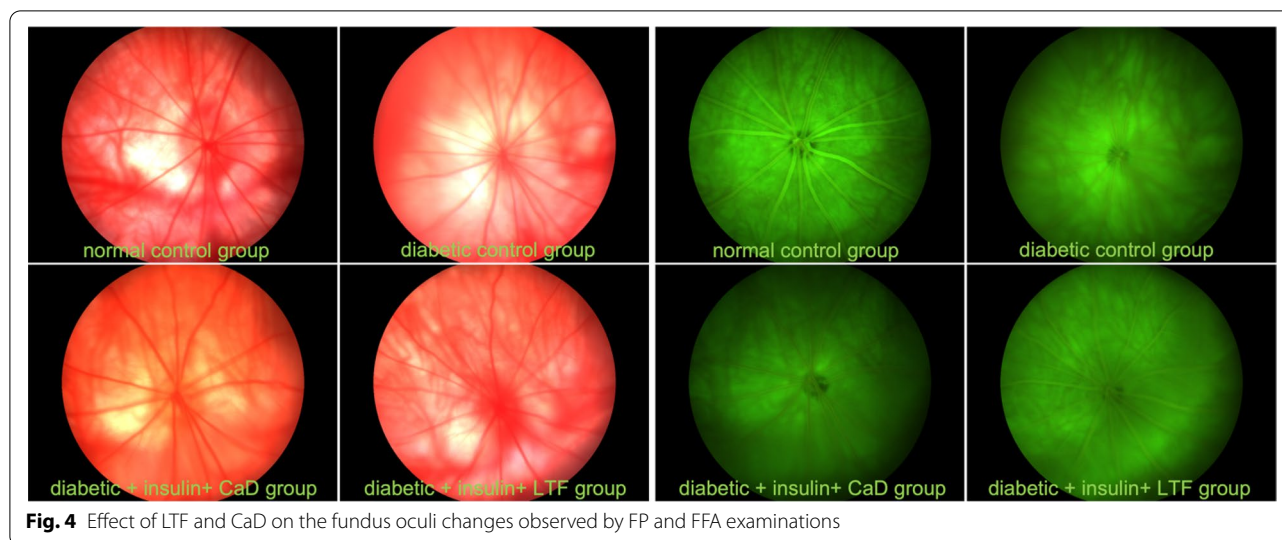 normal control group
diabetic control group
normal control group
diabetic control group
diabetic + insulin+ CaD group
diabetic + insulin+ LTF group
diabetic + insulin+ CaD group
diabetic + insulin+ LTF group
Fig. 4 Effect of LTF and CaD on the fundus oculi changes observed by FP and FFA examinations